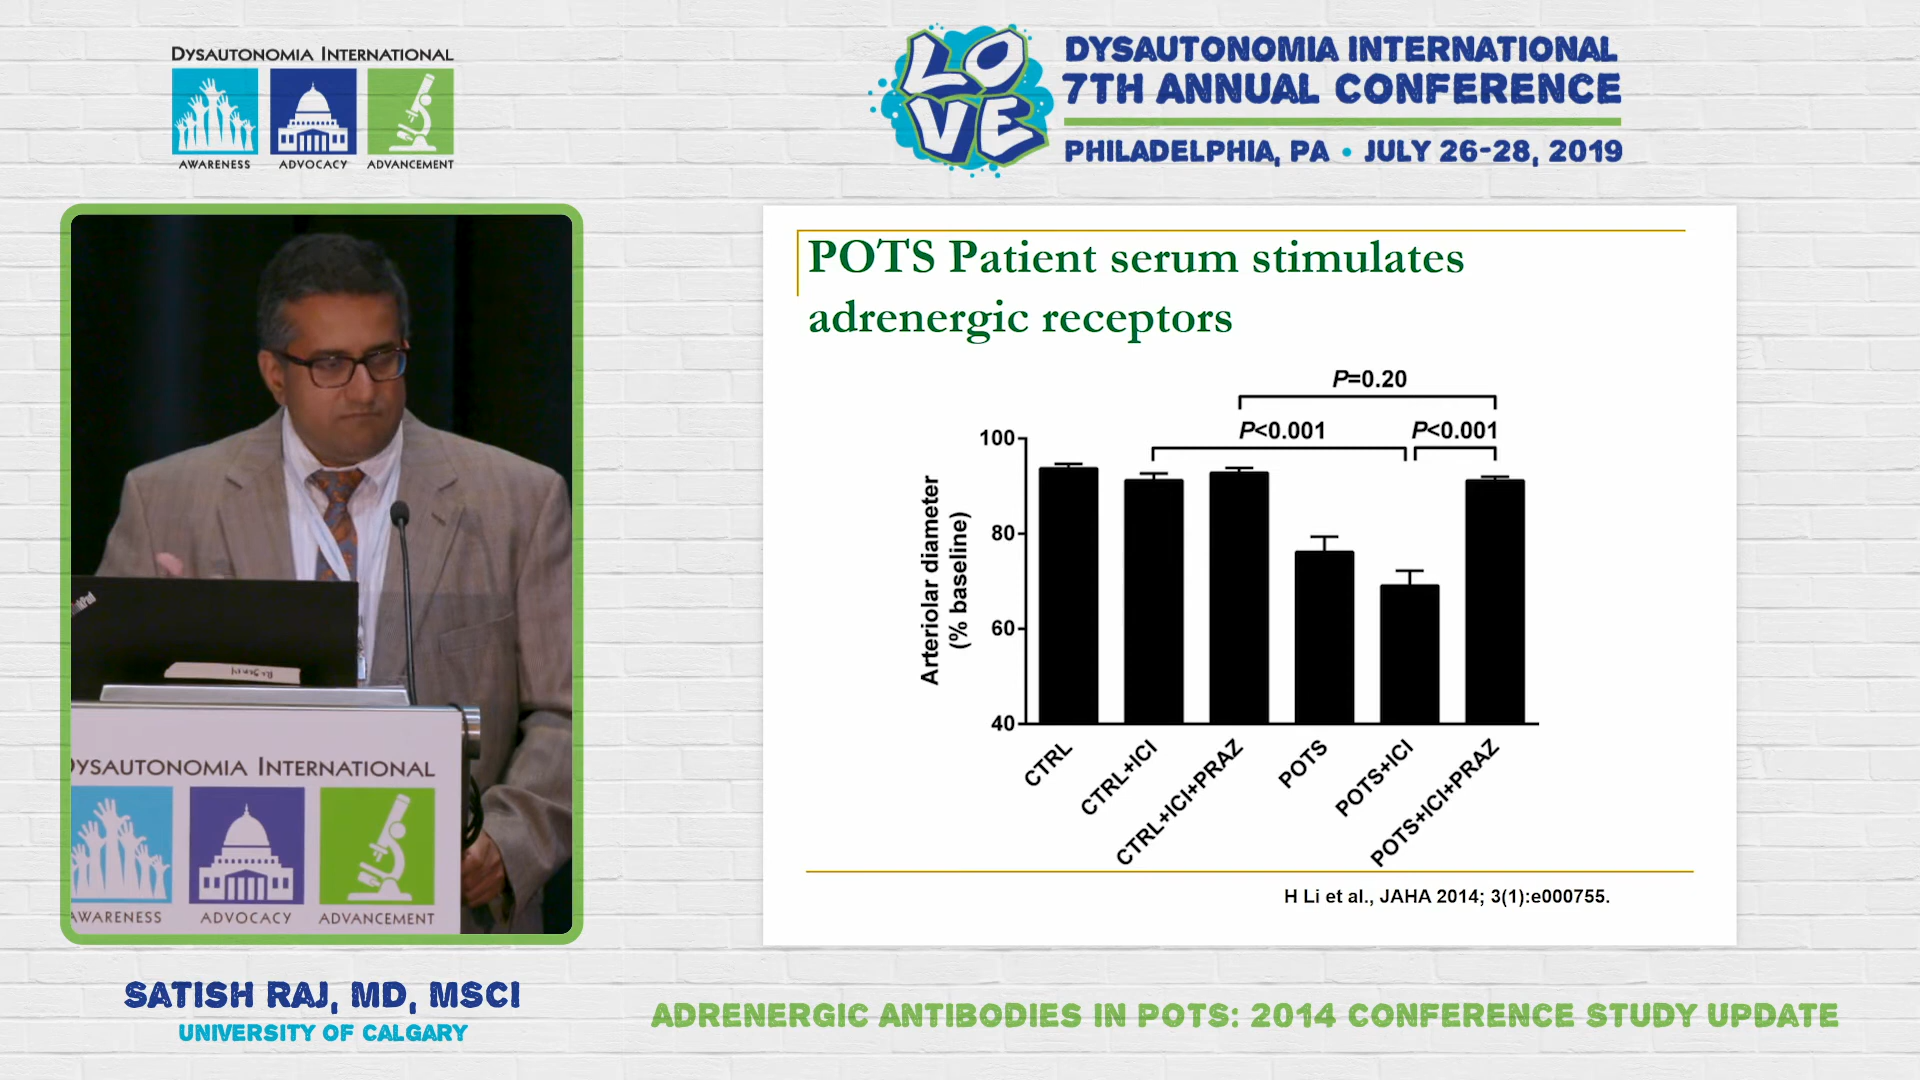 DYSAUTONOMIA INTERNATIONAL
AWARENESS ADVOCACY ADVANCEMENT
LOVE
DYSAUTONOMIA INTERNATIONAL
7TH ANNUAL CONFERENCE
PHILADELPHIA, PA • JULY 26-28, 2019
POTS Patient serum stimulates
adrenergic receptors
P=0.20
P<0.001 P<0.001
100
80
60
40
Arteriolar diameter
(% baseline)
CTRL
CTRL+ICI
CTRL+ICI+PRAZ
POTS
POTS+ICI
POTS+ICI+PRAZ
H Li et al., JAHA 2014; 3(1):e000755.
ThinkPad
DYSAUTONOMIA INTERNATIONAL
AWARENESS ADVOCACY ADVANCEMENT
SATISH RAJ, MD, MSCI
UNIVERSITY OF CALGARY
ADRENERGIC ANTIBODIES IN POTS: 2014 CONFERENCE STUDY UPDATE